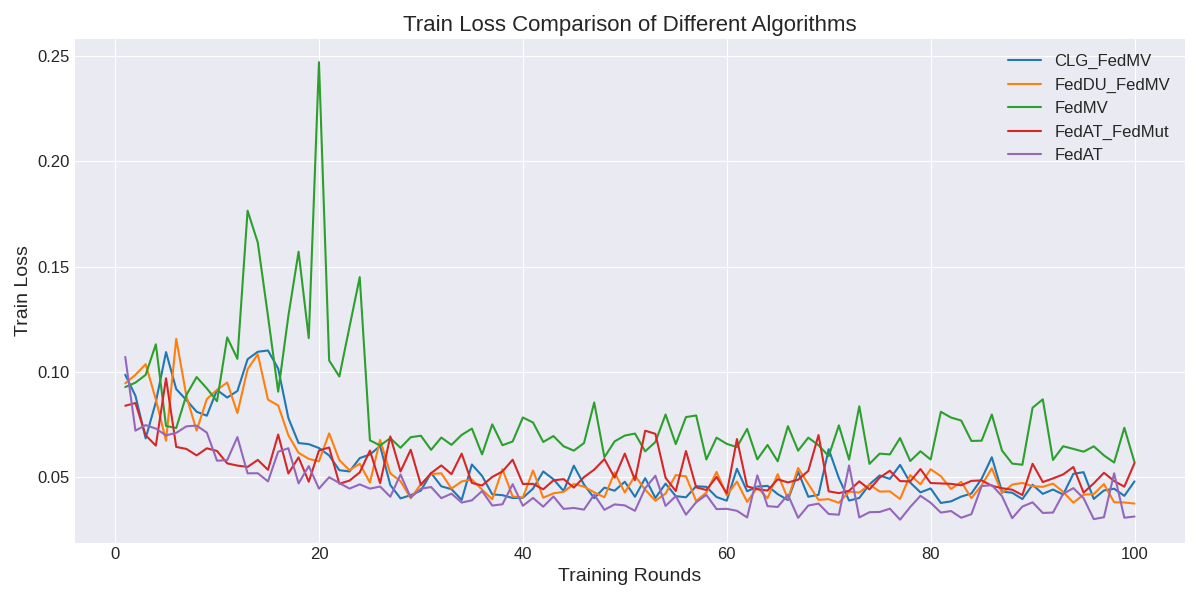 Train Loss Comparison of Different Algorithms
0.25
0.20
0.15
0.10
0.05
Train Loss
CLG_FedMV
FedDU_FedMV
FedMV
FedAT_FedMut
FedAT
0 20 40 60 80 100
Training Rounds